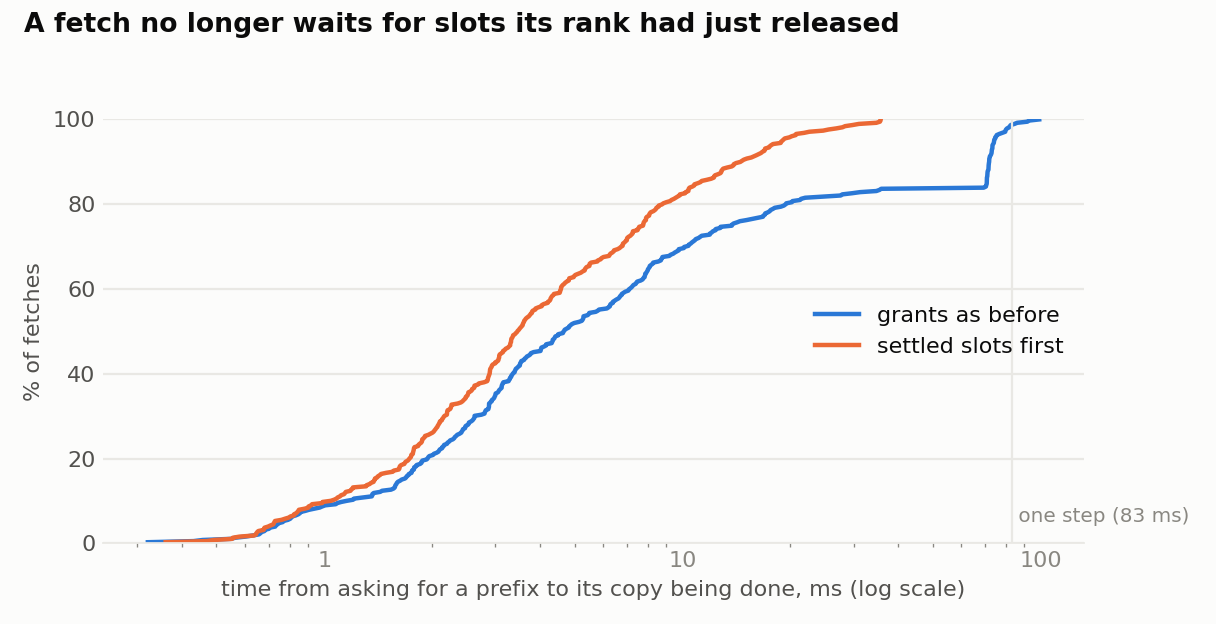 A fetch no longer waits for slots its rank had just released
100
80
60
40
20
0
% of fetches
grants as before
settled slots first
one step (83 ms)
1
10
100
time from asking for a prefix to its copy being done, ms (log scale)